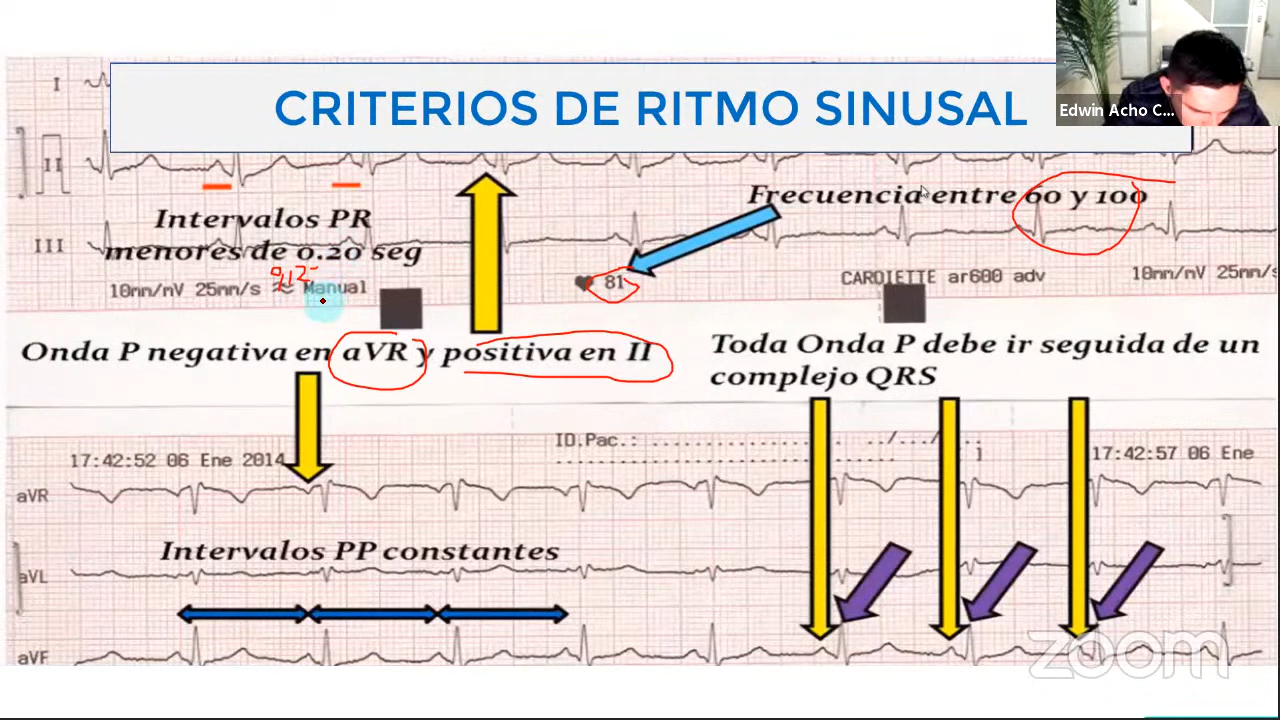 Edwin Acho C...
CRITERIOS DE RITMO SINUSAL
I
II
III
Frecuencia entre 60 y 100
Intervalos PR
menores de 0.20 seg
10mm/mV 25mm/s ≈ Manual
81
CARDIETTE ar600 adv
10mm/mV 25mm/s
Onda P negativa en aVR y positiva en II
Toda Onda P debe ir seguida de un
complejo QRS
ID.Pac.: .................... ../.../....
17:42:52 06 Ene 2014
17:42:57 06 Ene
aVR
Intervalos PP constantes
aVL
aVF
zoom